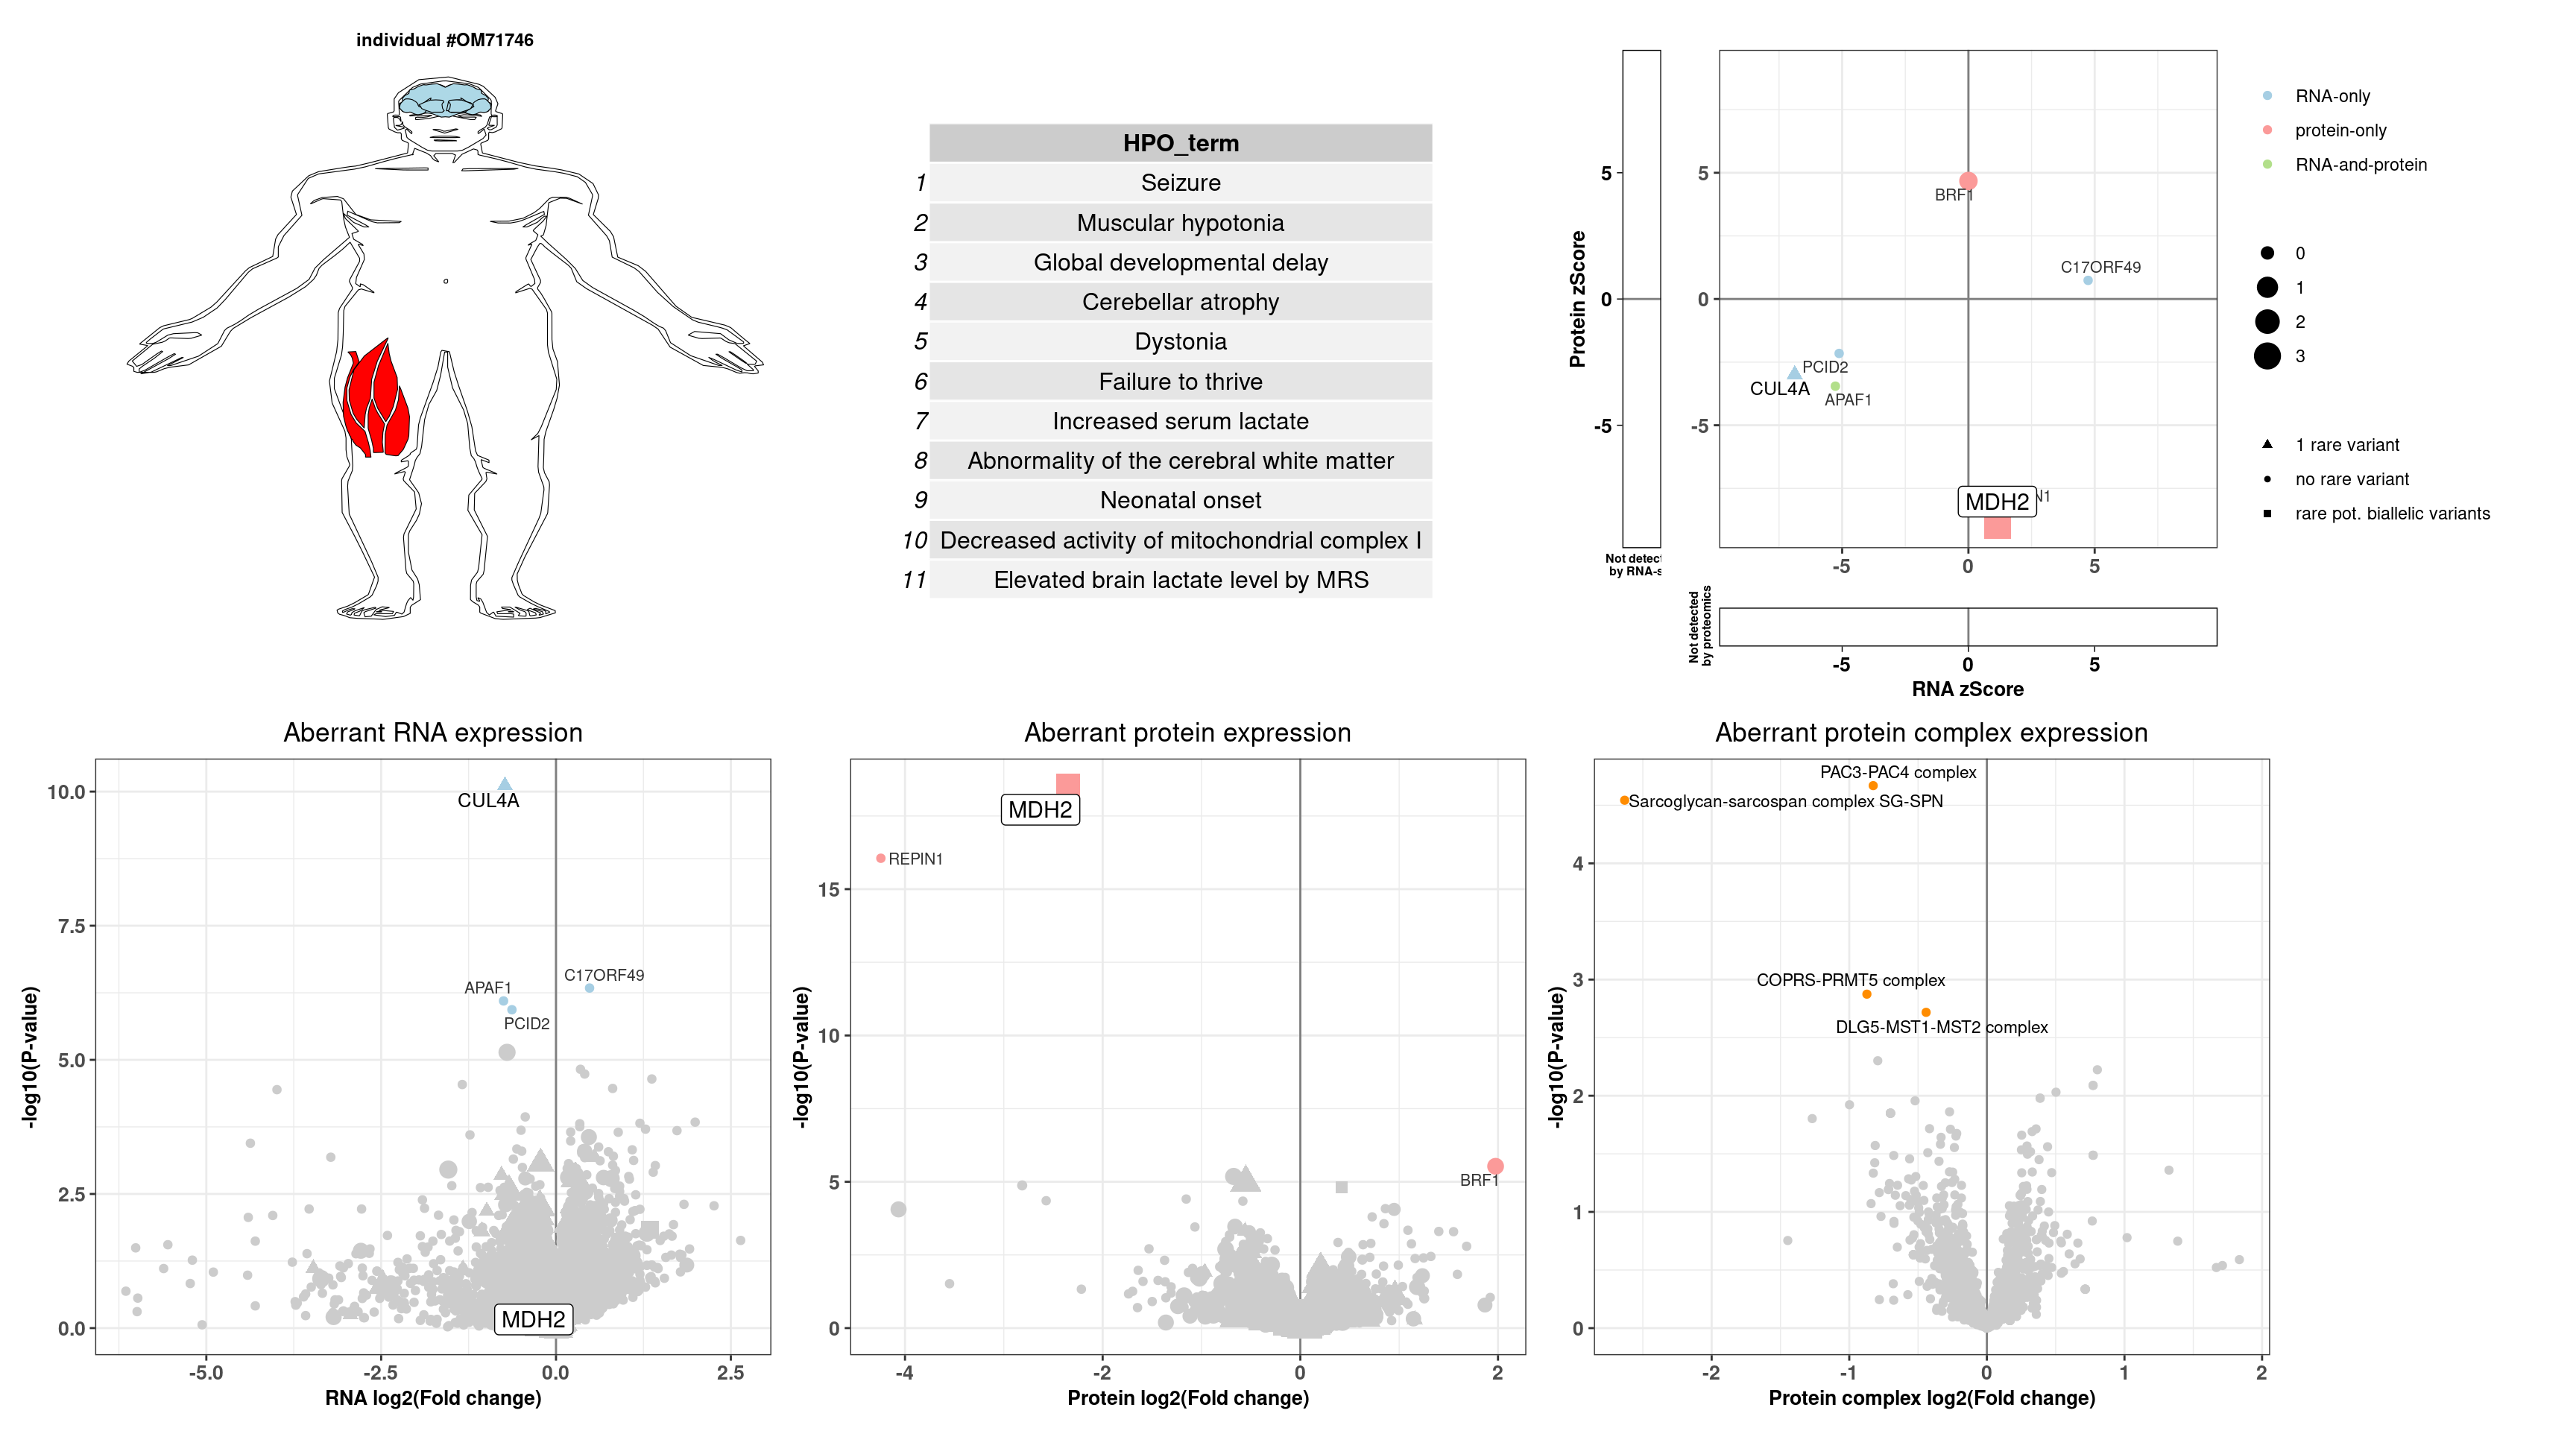 individual #OM71746
HPO_term
1 Seizure
2 Muscular hypotonia
3 Global developmental delay
4 Cerebellar atrophy
5 Dystonia
6 Failure to thrive
7 Increased serum lactate
8 Abnormality of the cerebral white matter
9 Neonatal onset
10 Decreased activity of mitochondrial complex I
11 Elevated brain lactate level by MRS
Protein zScore
5
0
-5
Not detec
by RNA-s
5
0
-5
BRF1
C17ORF49
PCID2
CUL4A
APAF1
MDH2
N1
-5 0 5
Not detected
by proteomics
-5 0 5
RNA zScore
RNA-only
protein-only
RNA-and-protein
0
1
2
3
1 rare variant
no rare variant
rare pot. biallelic variants
Aberrant RNA expression
-log10(P-value)
10.0
7.5
5.0
2.5
0.0
CUL4A
C17ORF49
APAF1
PCID2
MDH2
-5.0 -2.5 0.0 2.5
RNA log2(Fold change)
Aberrant protein expression
-log10(P-value)
15
10
5
0
MDH2
REPIN1
BRF1
-4 -2 0 2
Protein log2(Fold change)
Aberrant protein complex expression
-log10(P-value)
4
3
2
1
0
PAC3-PAC4 complex
Sarcoglycan-sarcospan complex SG-SPN
COPRS-PRMT5 complex
DLG5-MST1-MST2 complex
-2 -1 0 1 2
Protein complex log2(Fold change)